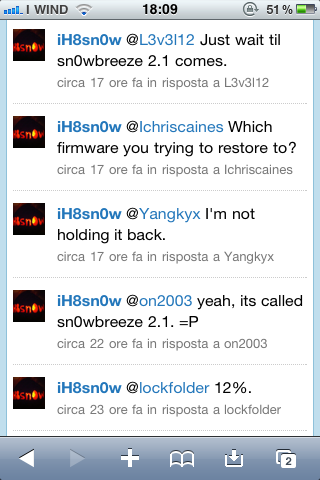 I WIND 18:09 51%
iH8sn0w @L3v3l12 Just wait til
sn0wbreeze 2.1 comes.
circa 17 ore fa in risposta a L3v3l12
iH8sn0w @Ichriscaines Which
firmware you trying to restore to?
circa 17 ore fa in risposta a Ichriscaines
iH8sn0w @Yangkyx I'm not
holding it back.
circa 17 ore fa in risposta a Yangkyx
iH8sn0w @on2003 yeah, its called
sn0wbreeze 2.1. =P
circa 22 ore fa in risposta a on2003
iH8sn0w @lockfolder 12%.
circa 23 ore fa in risposta a lockfolder
2